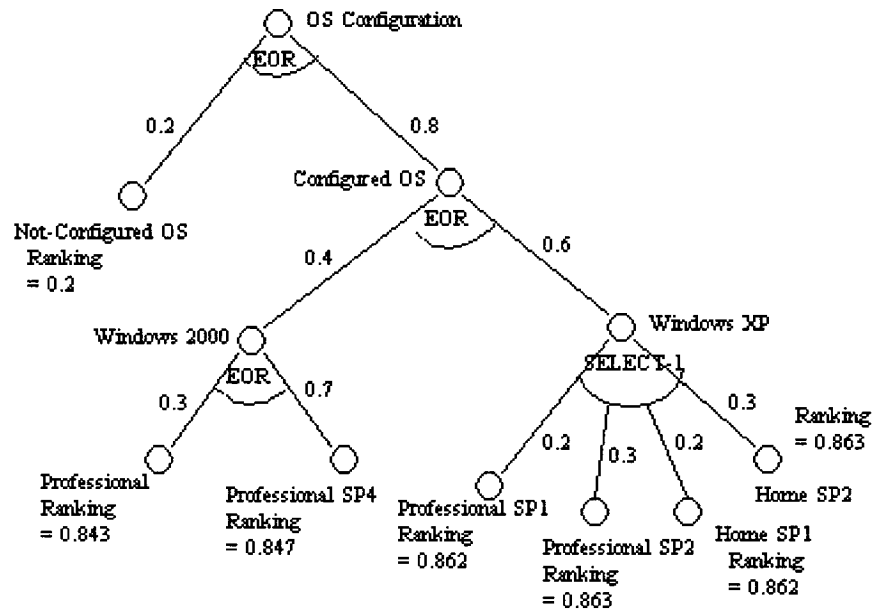 OS Configuration
EOR
0.2
0.8
Configured OS
EOR
Not-Configured OS
Ranking
= 0.2
0.4
0.6
Windows 2000
EOR
0.3
0.7
Windows XP
SELECT-1
0.2
0.3
0.2
0.3
Professional
Ranking
= 0.843
Professional SP4
Ranking
= 0.847
Professional SP1
Ranking
= 0.862
Professional SP2
Ranking
= 0.863
Home SP1
Ranking
= 0.862
Ranking
= 0.863
Home SP2